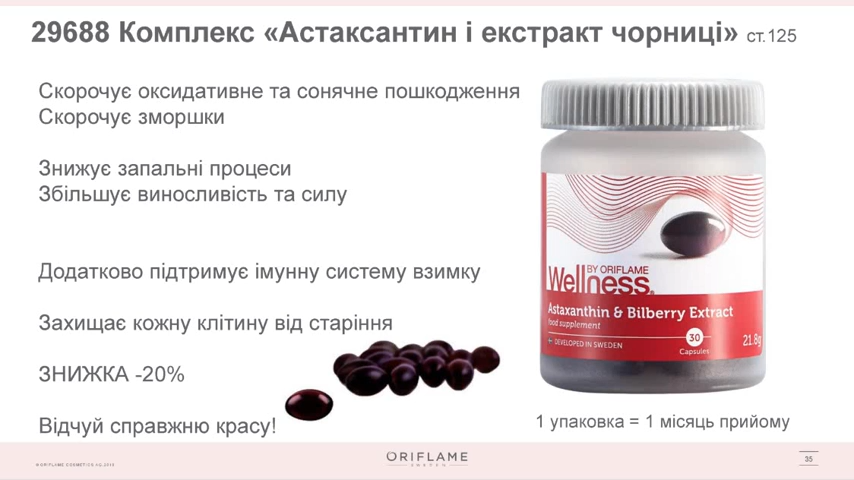 29688 Комплекс «Астаксантин і екстракт чорниці» ст.125
Скорочує оксидативне та сонячне пошкодження
Скорочує зморшки
Знижує запальні процеси
Збільшує виносливість та силу
Додатково підтримує імунну систему взимку
Захищає кожну клітину від старіння
ЗНИЖКА -20%
Відчуй справжню красу!
BY ORIFLAME
Wellness
Astaxanthin & Bilberry Extract
food supplement
DEVELOPED IN SWEDEN
30
Capsules
21.8g
1 упаковка = 1 місяць прийому
ORIFLAME
SWEDEN
35